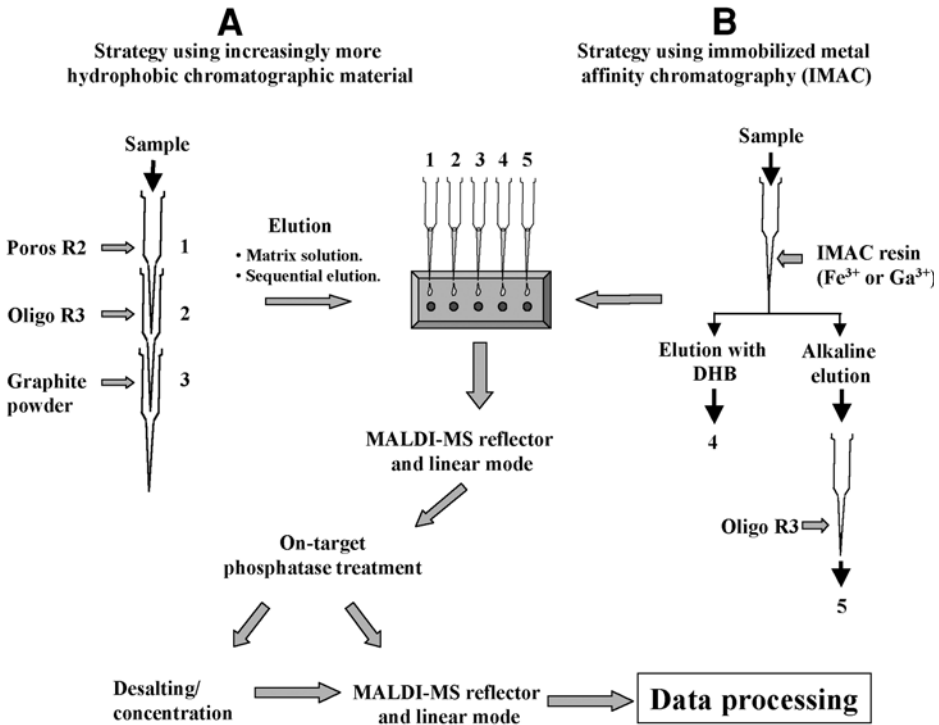 A
Strategy using increasingly more
hydrophobic chromatographic material
Sample
Poros R2
1
Oligo R3
2
Graphite
powder
3
Elution
• Matrix solution.
• Sequential elution.
1 2 3 4 5
B
Strategy using immobilized metal
affinity chromatography (IMAC)
Sample
IMAC resin
(Fe³⁺ or Ga³⁺)
Elution with
DHB
4
Alkaline
elution
Oligo R3
5
MALDI-MS reflector
and linear mode
On-target
phosphatase treatment
Desalting/
concentration
MALDI-MS reflector
and linear mode
Data processing